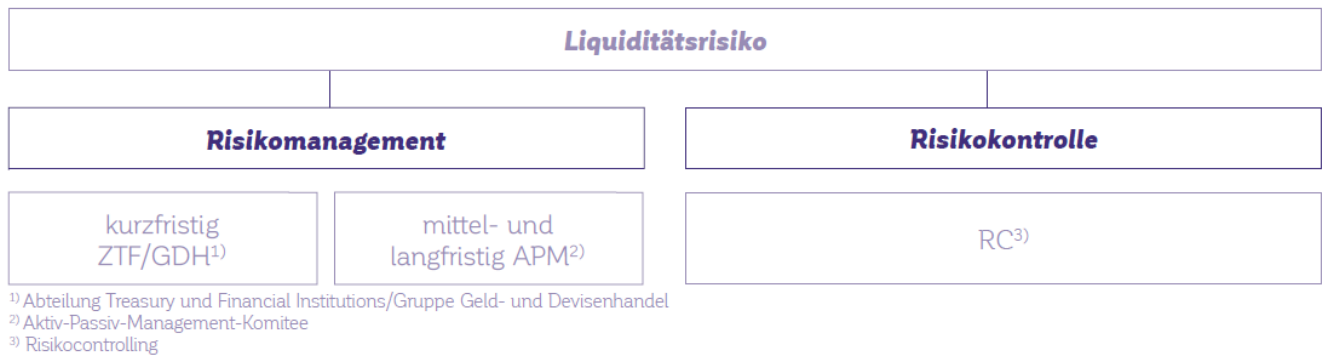 Liquiditätsrisiko
Risikomanagement
Risikokontrolle
kurzfristig
ZTF/GDH¹⁾
mittel- und
langfristig APM²⁾
RC³⁾
¹⁾ Abteilung Treasury und Financial Institutions/Gruppe Geld- und Devisenhandel
²⁾ Aktiv-Passiv-Management-Komitee
³⁾ Risikocontrolling